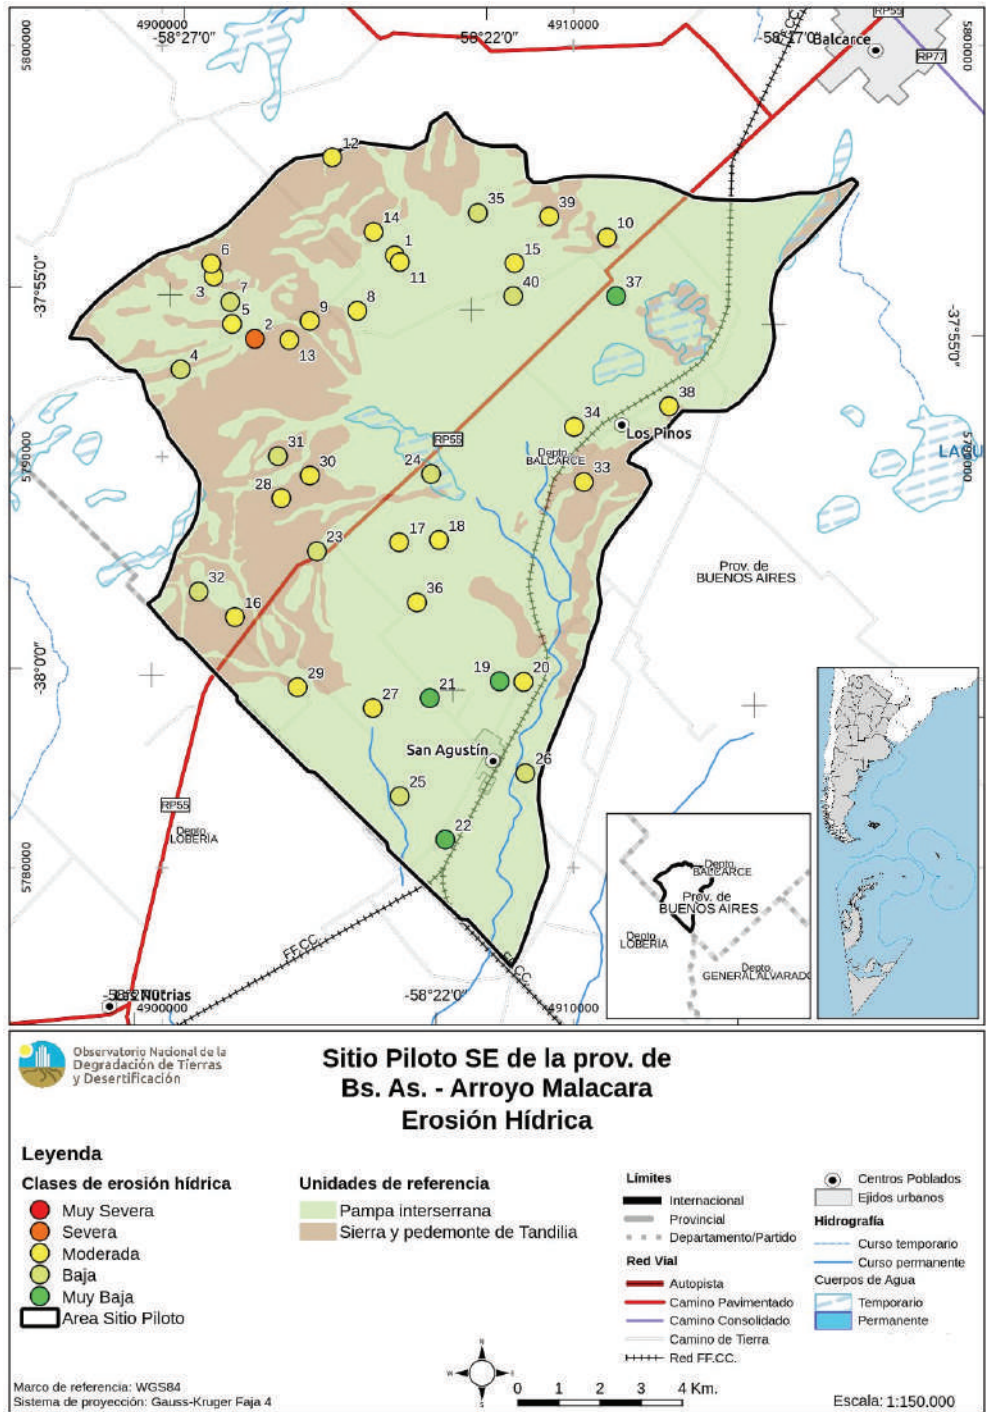 4900000
-58°27'0"
-58°22'0"
4910000
-58°17'0"
FF.CC.
RP55
Balcarce
RP77
5800000
5800000
12
35
39
14
10
1
11
15
6
3
7
40
37
-37°55'0"
-37°55'0"
5
2
9
8
13
4
38
34
Los Pinos
RP55
Depto.
BALCARCE
31
30
24
33
28
5790000
5790000
LAGU
17
18
23
Prov. de
BUENOS AIRES
32
16
36
-38°0'0"
29
27
21
19
20
San Agustín
26
25
22
RP55
Depto.
LOBERIA
5780000
FF.CC.
FF.CC.
Las Nutrias
4900000
-58°22'0"
4910000
Depto.
BALCARCE
Prov. de
BUENOS AIRES
Depto.
LOBERIA
Depto.
GENERAL ALVARADO
Observatorio Nacional de la
Degradación de Tierras
y Desertificación
Sitio Piloto SE de la prov. de
Bs. As. - Arroyo Malacara
Erosión Hídrica
Leyenda
Clases de erosión hídrica
Muy Severa
Severa
Moderada
Baja
Muy Baja
Area Sitio Piloto
Unidades de referencia
Pampa interserrana
Sierra y pedemonte de Tandilia
Límites
Internacional
Provincial
Departamento/Partido
Red Vial
Autopista
Camino Pavimentado
Camino Consolidado
Camino de Tierra
Red FF.CC.
Centros Poblados
Ejidos urbanos
Hidrografía
Curso temporario
Curso permanente
Cuerpos de Agua
Temporario
Permanente
N
W
E
S
0 1 2 3 4 Km.
Marco de referencia: WGS84
Sistema de proyección: Gauss-Kruger Faja 4
Escala: 1:150.000